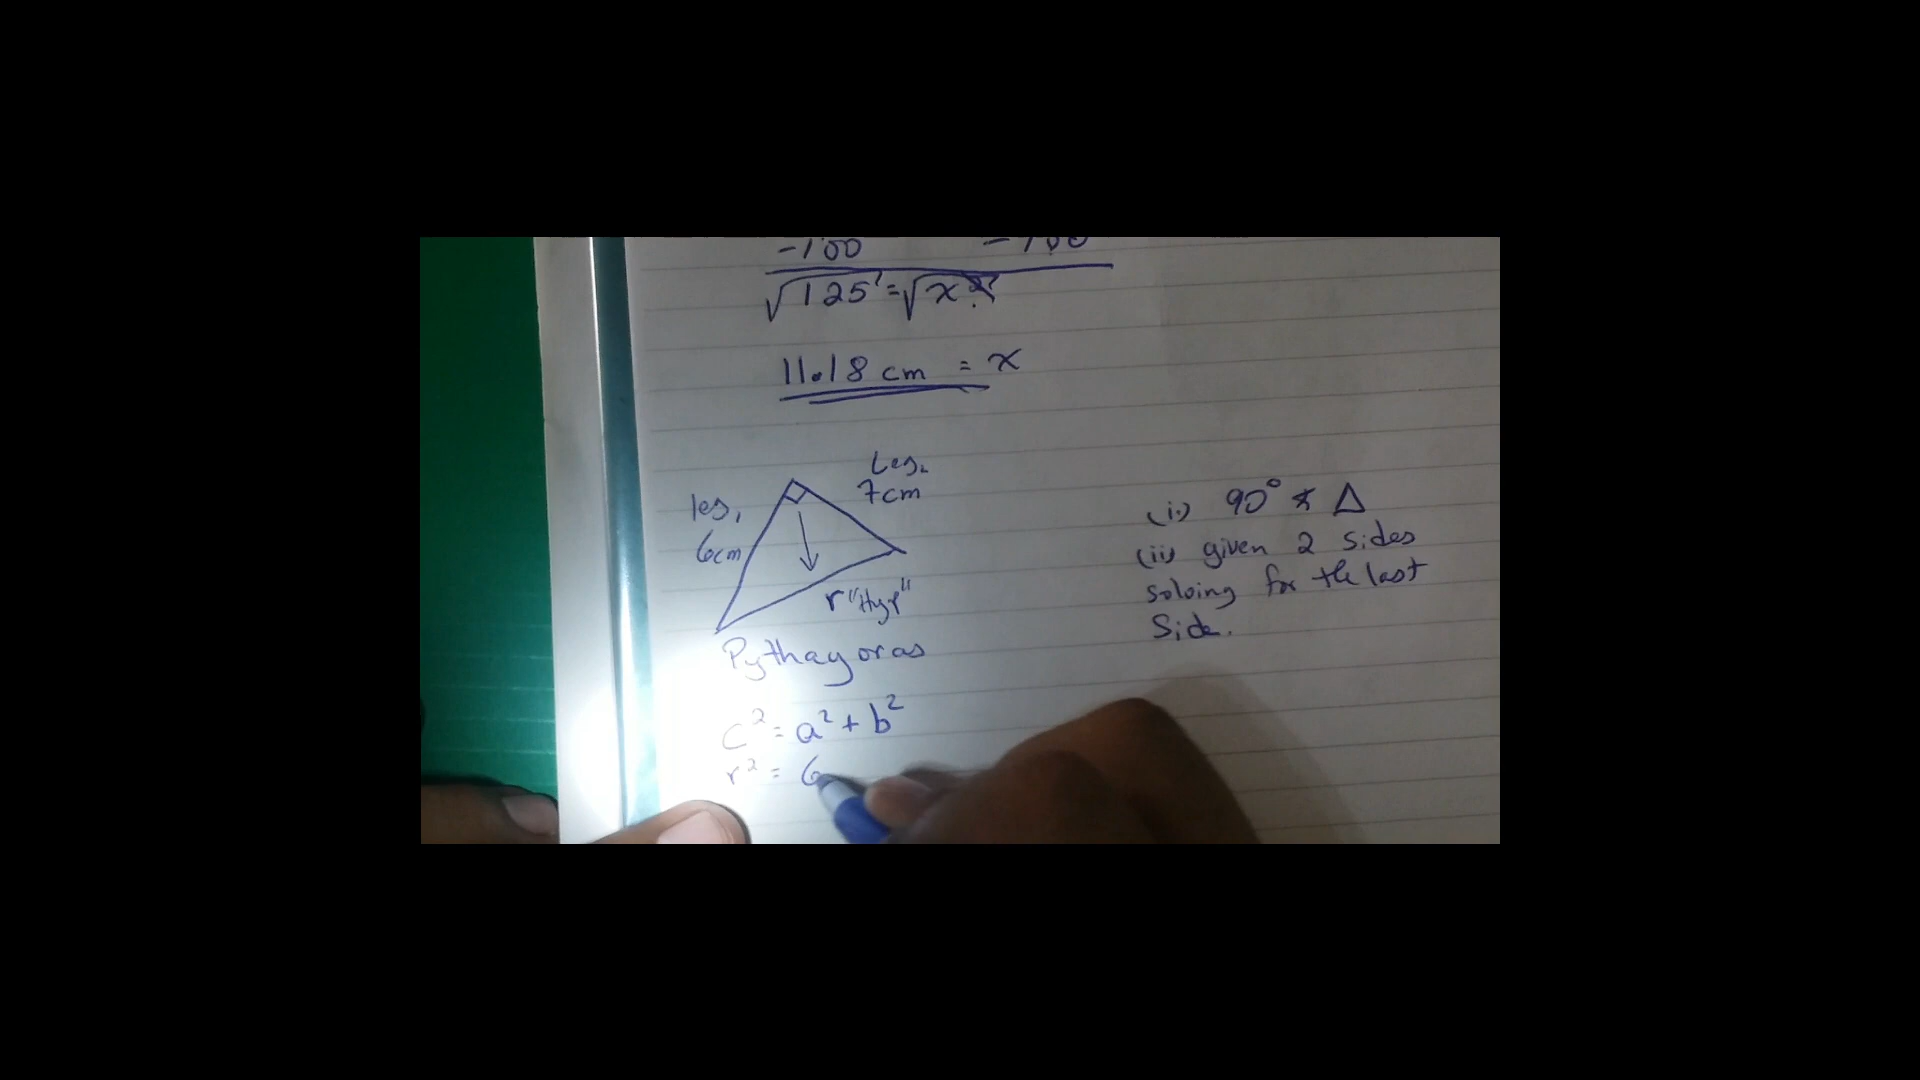 -100 -100
√125 = √x²
11.18 cm = x
Leg₂
7cm
leg₁
6cm
r "Hyp"
(i) 90° ∡ △
(ii) given 2 sides
solving for the last
Side.
Pythagoras
c² = a² + b²
r² = 6